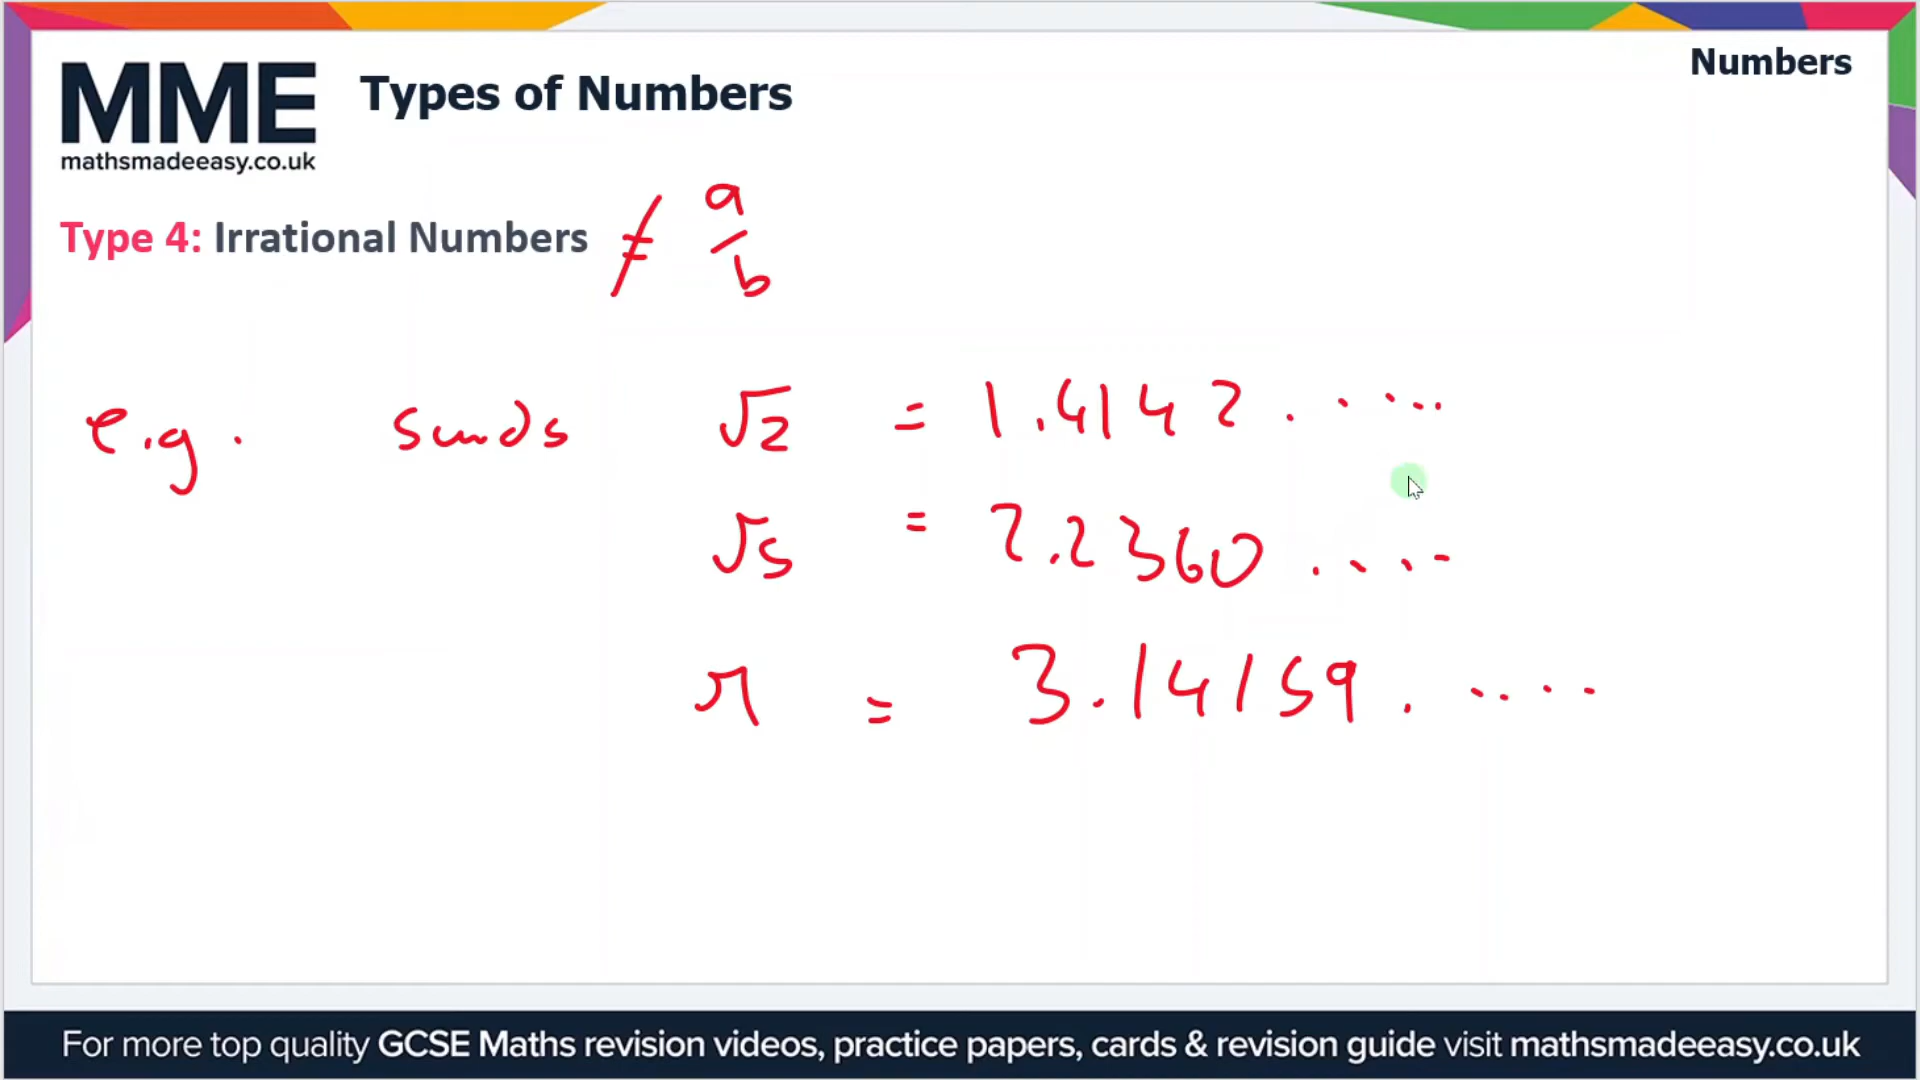 MME
mathsmadeeasy.co.uk
Types of Numbers
Numbers
Type 4: Irrational Numbers ≠ a/b
e.g. surds √2 = 1.4142.....
√5 = 2.2360....
π = 3.14159.....
For more top quality GCSE Maths revision videos, practice papers, cards & revision guide visit mathsmadeeasy.co.uk